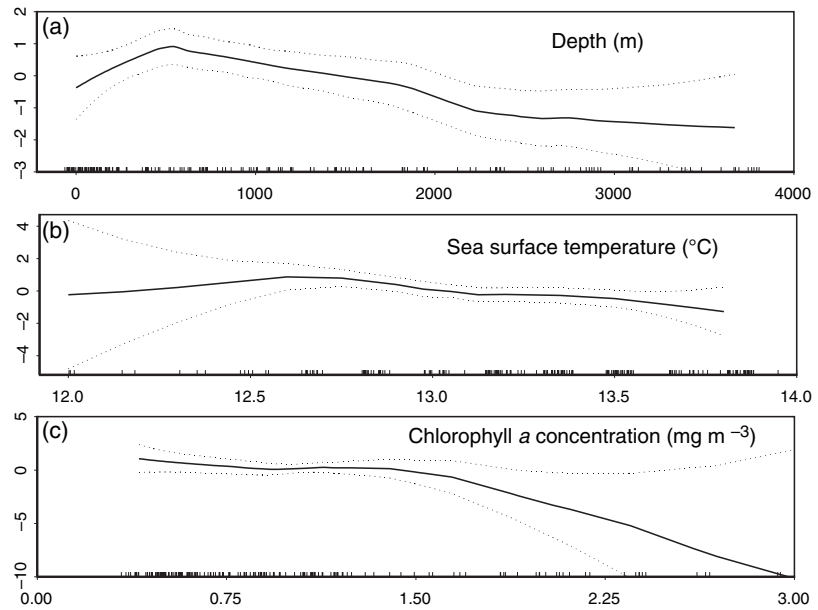 (a)
Depth (m)
2
1
0
−1
−2
−3
0 1000 2000 3000 4000
(b)
Sea surface temperature (°C)
4
2
0
−2
−4
12.0 12.5 13.0 13.5 14.0
(c)
Chlorophyll a concentration (mg m −3)
5
0
−5
−10
0.00 0.75 1.50 2.25 3.00